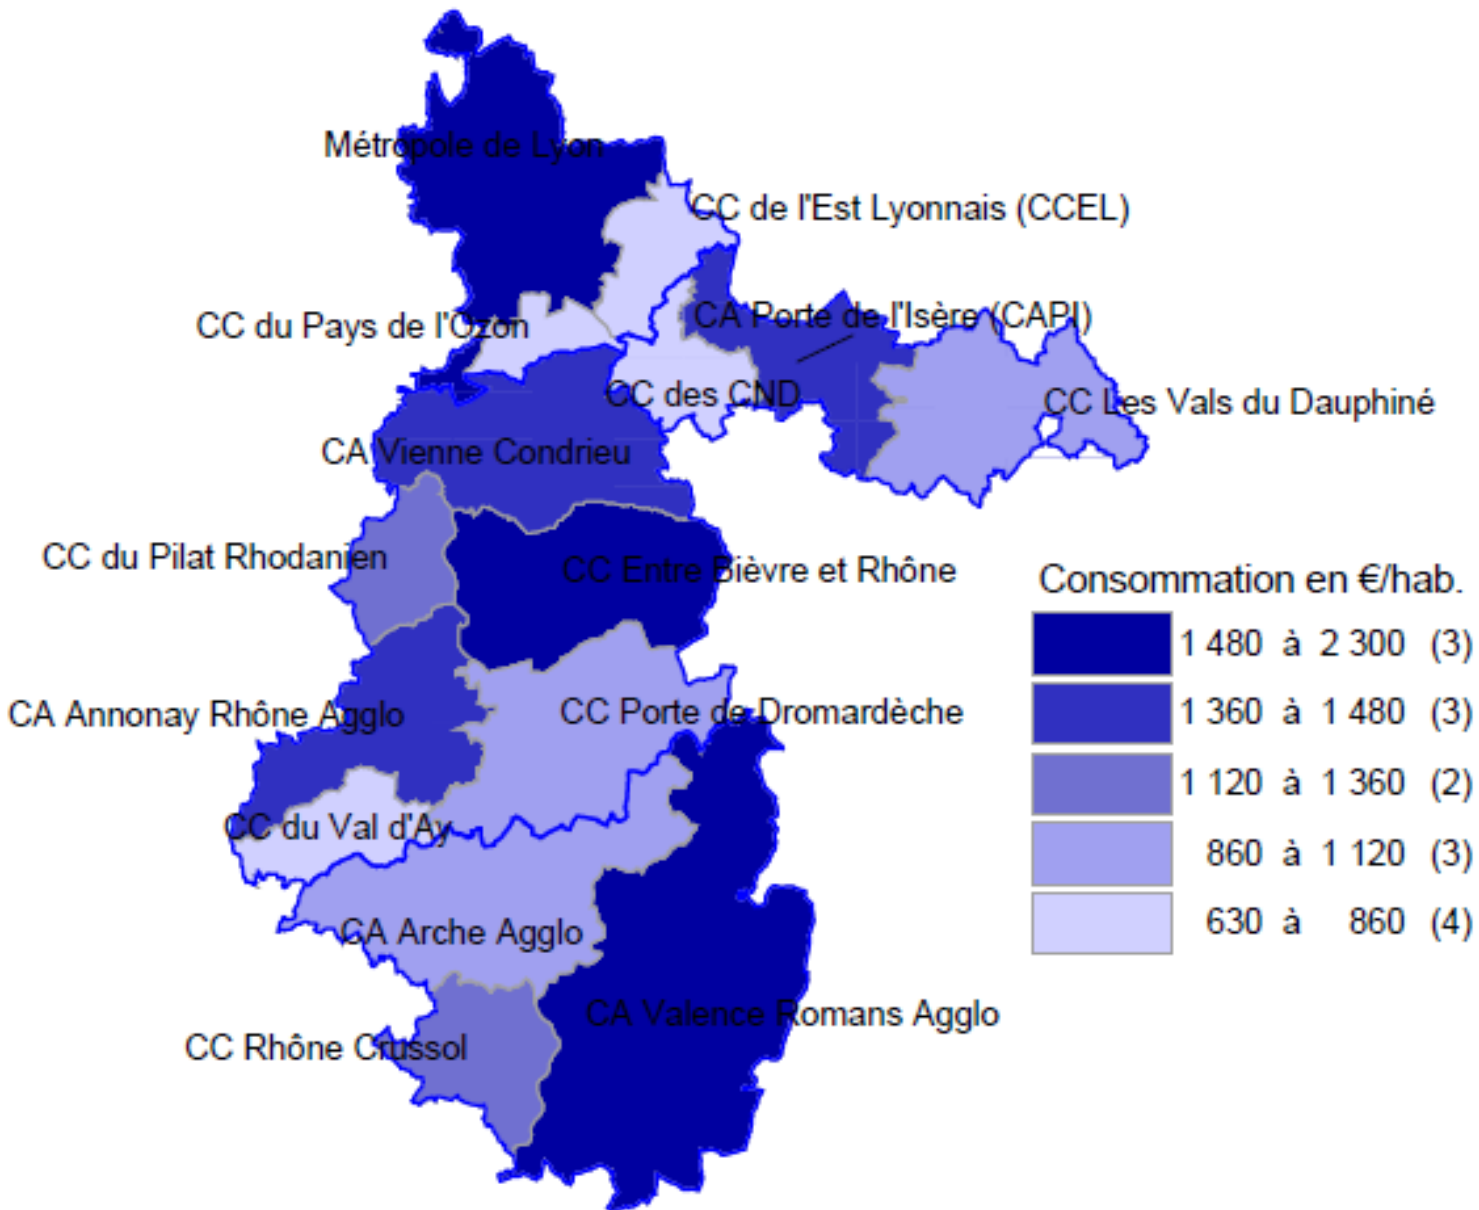 Métropole de Lyon
CC de l'Est Lyonnais (CCEL)
CC du Pays de l'Ozon
CA Porte de l'Isère (CAPI)
CC des CND
CC Les Vals du Dauphiné
CA Vienne Condrieu
CC du Pilat Rhodanien
CC Entre Bièvre et Rhône
CA Annonay Rhône Agglo
CC Porte de Dromardèche
CC du Val d'Ay
CA Arche Agglo
CA Valence Romans Agglo
CC Rhône Crussol
Consommation en €/hab.
1 480 à 2 300 (3)
1 360 à 1 480 (3)
1 120 à 1 360 (2)
860 à 1 120 (3)
630 à 860 (4)